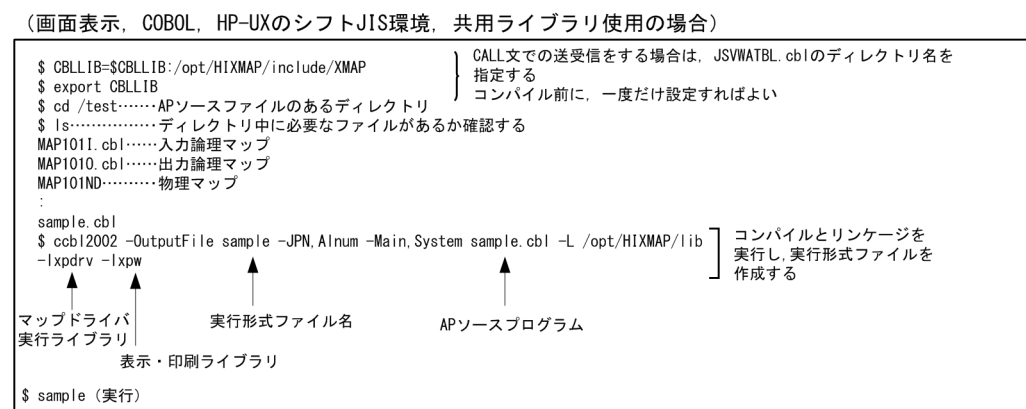 （画面表示，COBOL，HP-UXのシフトJIS環境，共用ライブラリ使用の場合）
$ CBLLIB=$CBLLIB:/opt/HIXMAP/include/XMAP
$ export CBLLIB
CALL文での送受信をする場合は，JSVWATBL.cblのディレクトリ名を
指定する
コンパイル前に，一度だけ設定すればよい
$ cd /test……APソースファイルのあるディレクトリ
$ ls……………ディレクトリ中に必要なファイルがあるか確認する
MAP101I.cbl……入力論理マップ
MAP101O.cbl……出力論理マップ
MAP101ND………物理マップ
:
sample.cbl
$ ccbl2002 -OutputFile sample -JPN,Alnum -Main,System sample.cbl -L /opt/HIXMAP/lib
-lxpdrv -lxpw
コンパイルとリンケージを
実行し，実行形式ファイルを
作成する
マップドライバ
実行ライブラリ
実行形式ファイル名
APソースプログラム
表示・印刷ライブラリ
$ sample（実行）